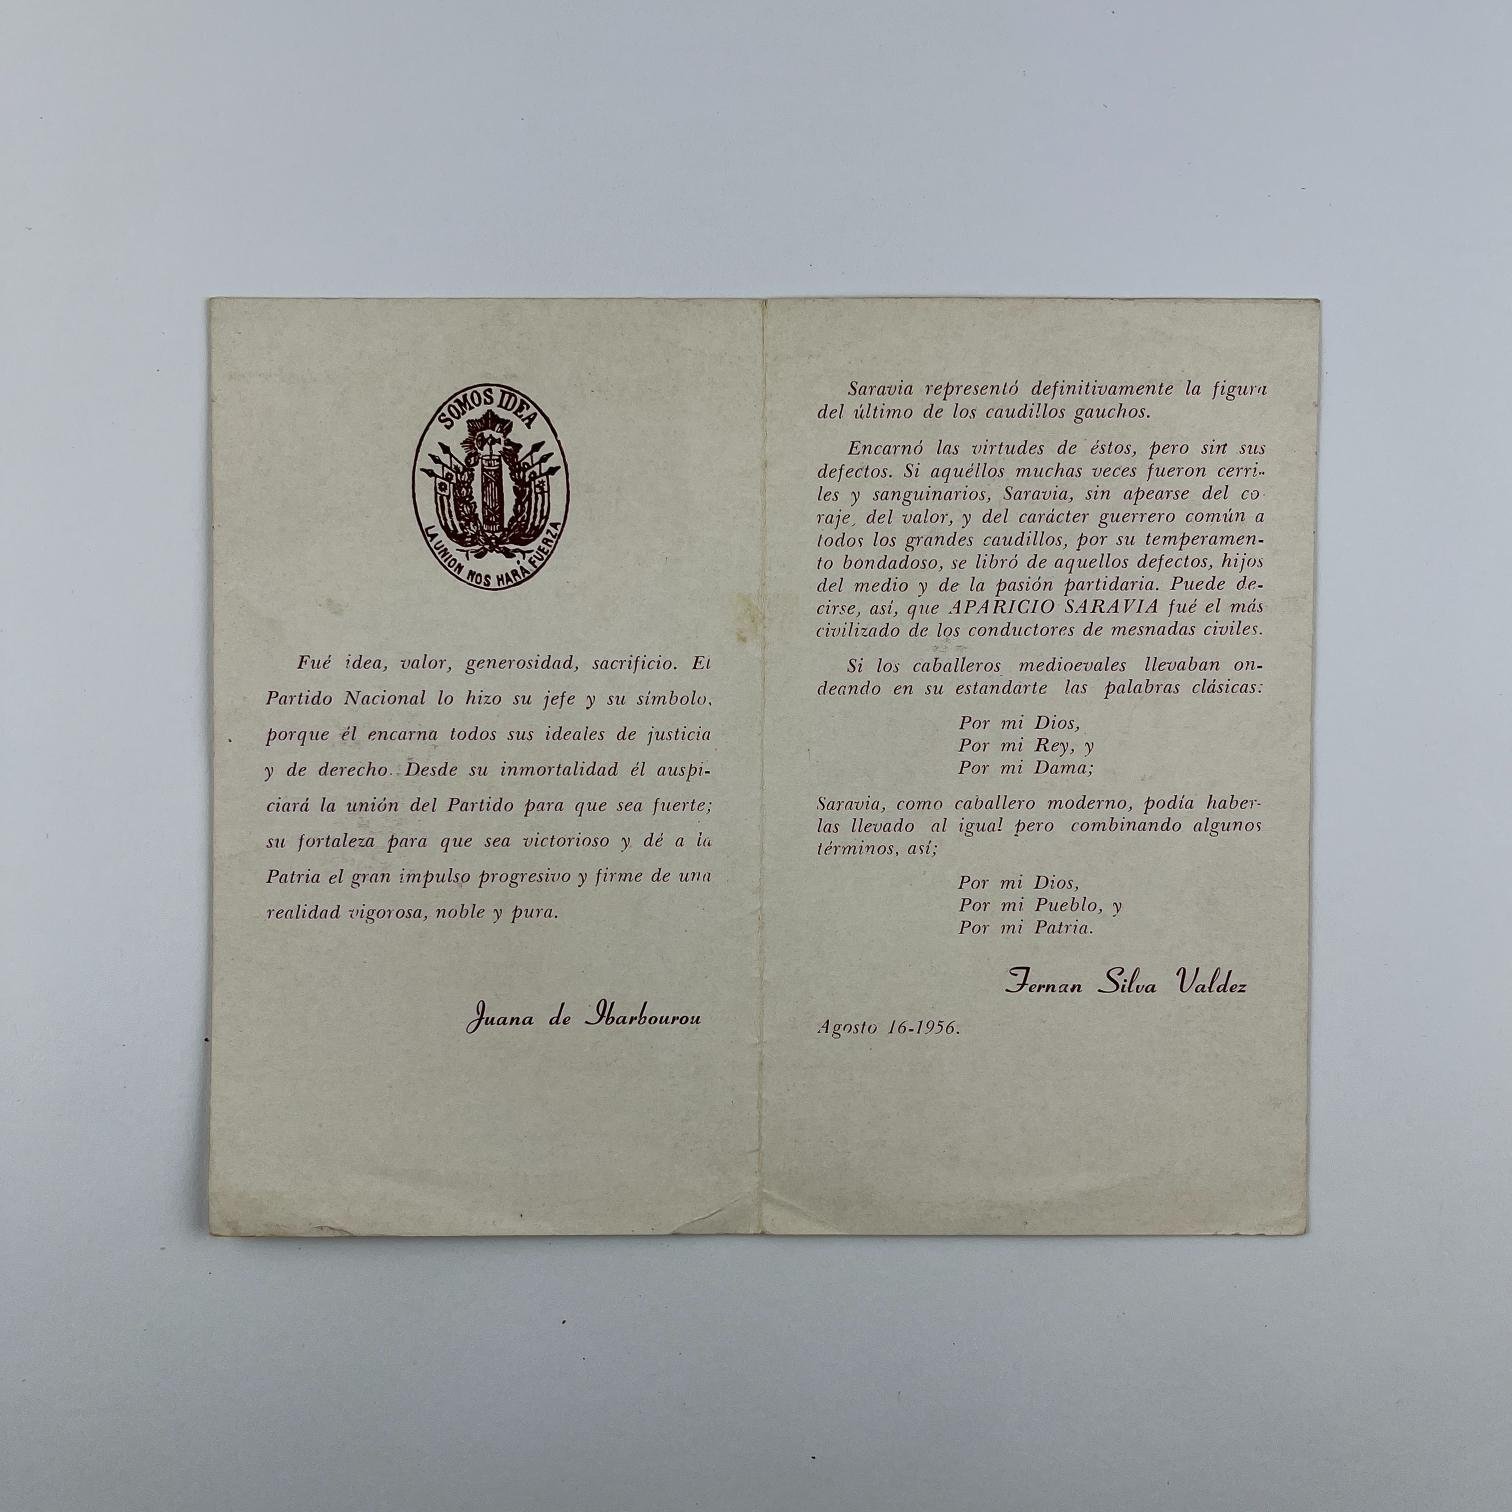 SOMOS IDEA
LA UNION NOS HARÁ FUERZA
Fué idea, valor, generosidad, sacrificio. El
Partido Nacional lo hizo su jefe y su símbolo,
porque él encarna todos sus ideales de justicia
y de derecho. Desde su inmortalidad él auspi-
ciará la unión del Partido para que sea fuerte;
su fortaleza para que sea victorioso y dé a la
Patria el gran impulso progresivo y firme de una
realidad vigorosa, noble y pura.
Juana de Ibarbourou
Saravia representó definitivamente la figura
del último de los caudillos gauchos.
Encarnó las virtudes de éstos, pero sin sus
defectos. Si aquéllos muchas veces fueron cerri-
les y sanguinarios, Saravia, sin apearse del co-
raje, del valor, y del carácter guerrero común a
todos los grandes caudillos, por su temperamen-
to bondadoso, se libró de aquellos defectos, hijos
del medio y de la pasión partidaria. Puede de-
cirse, así, que APARICIO SARAVIA fué el más
civilizado de los conductores de mesnadas civiles.
Si los caballeros medioevales llevaban on-
deando en su estandarte las palabras clásicas:
Por mi Dios,
Por mi Rey, y
Por mi Dama;
Saravia, como caballero moderno, podía haber-
las llevado al igual pero combinando algunos
términos, así;
Por mi Dios,
Por mi Pueblo, y
Por mi Patria.
Fernan Silva Valdez
Agosto 16-1956.